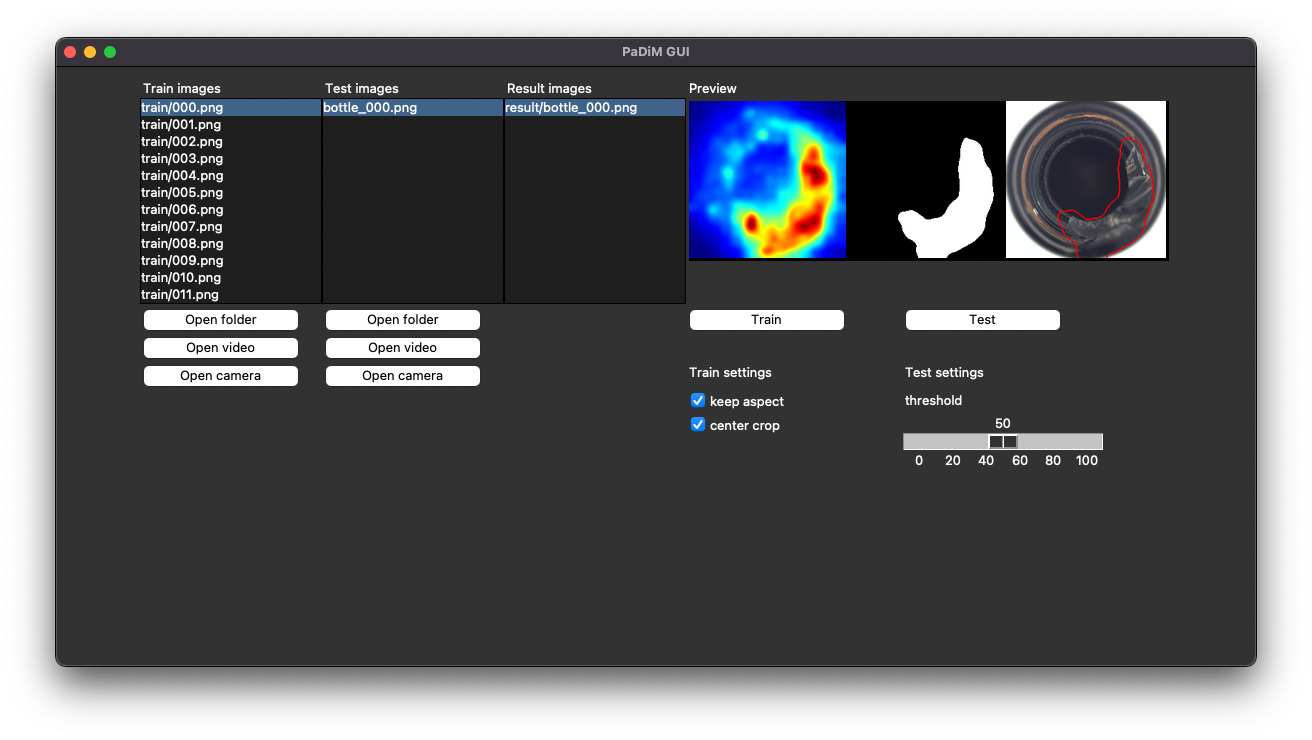 PaDiM GUI
Train images
Test images
Result images
Preview
train/000.png
bottle_000.png
result/bottle_000.png
train/001.png
train/002.png
train/003.png
train/004.png
train/005.png
train/006.png
train/007.png
train/008.png
train/009.png
train/010.png
train/011.png
Open folder
Open folder
Train
Test
Open video
Open video
Open camera
Open camera
Train settings
Test settings
keep aspect
threshold
center crop
50
0 20 40 60 80 100